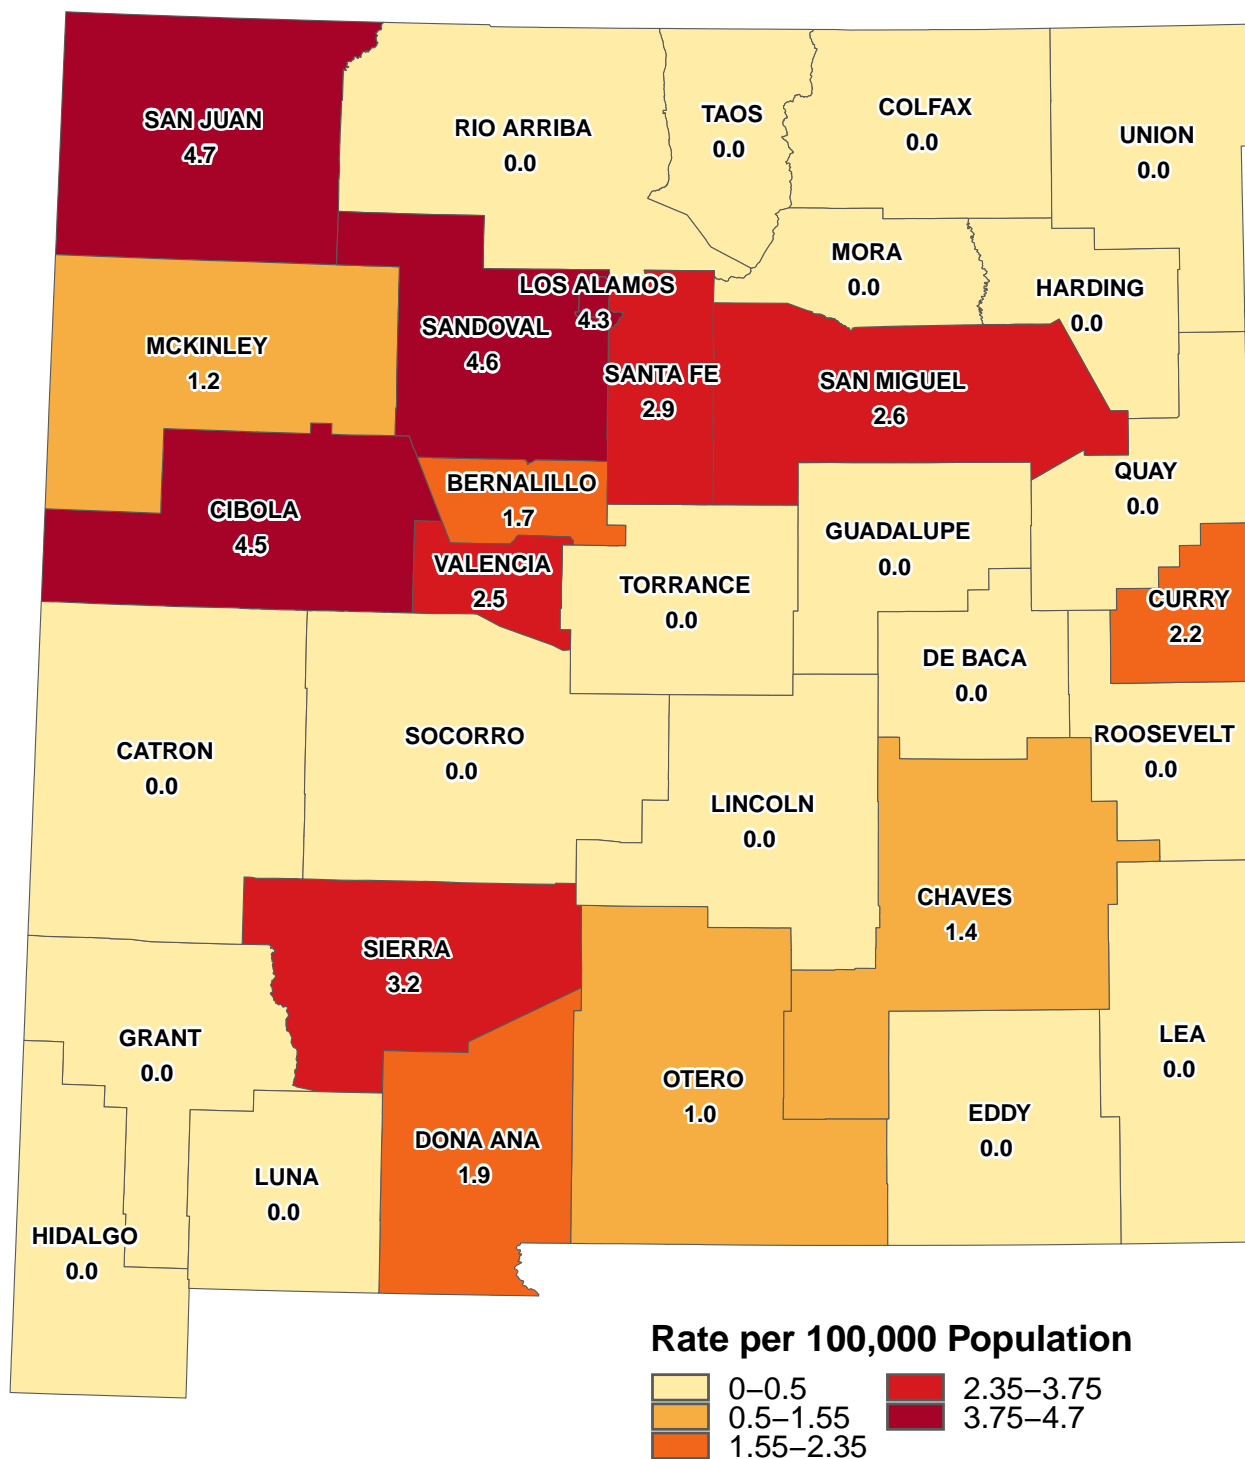 SAN JUAN
4.7
RIO ARRIBA
0.0
TAOS
0.0
COLFAX
0.0
UNION
0.0
MORA
0.0
HARDING
0.0
LOS ALAMOS
4.3
SANDOVAL
4.6
MCKINLEY
1.2
SANTA FE
2.9
SAN MIGUEL
2.6
QUAY
0.0
BERNALILLO
1.7
CIBOLA
4.5
GUADALUPE
0.0
VALENCIA
2.5
TORRANCE
0.0
CURRY
2.2
DE BACA
0.0
ROOSEVELT
0.0
SOCORRO
0.0
CATRON
0.0
LINCOLN
0.0
CHAVES
1.4
SIERRA
3.2
GRANT
0.0
LEA
0.0
OTERO
1.0
EDDY
0.0
DONA ANA
1.9
LUNA
0.0
HIDALGO
0.0
Rate per 100,000 Population
0–0.5
0.5–1.55
1.55–2.35
2.35–3.75
3.75–4.7